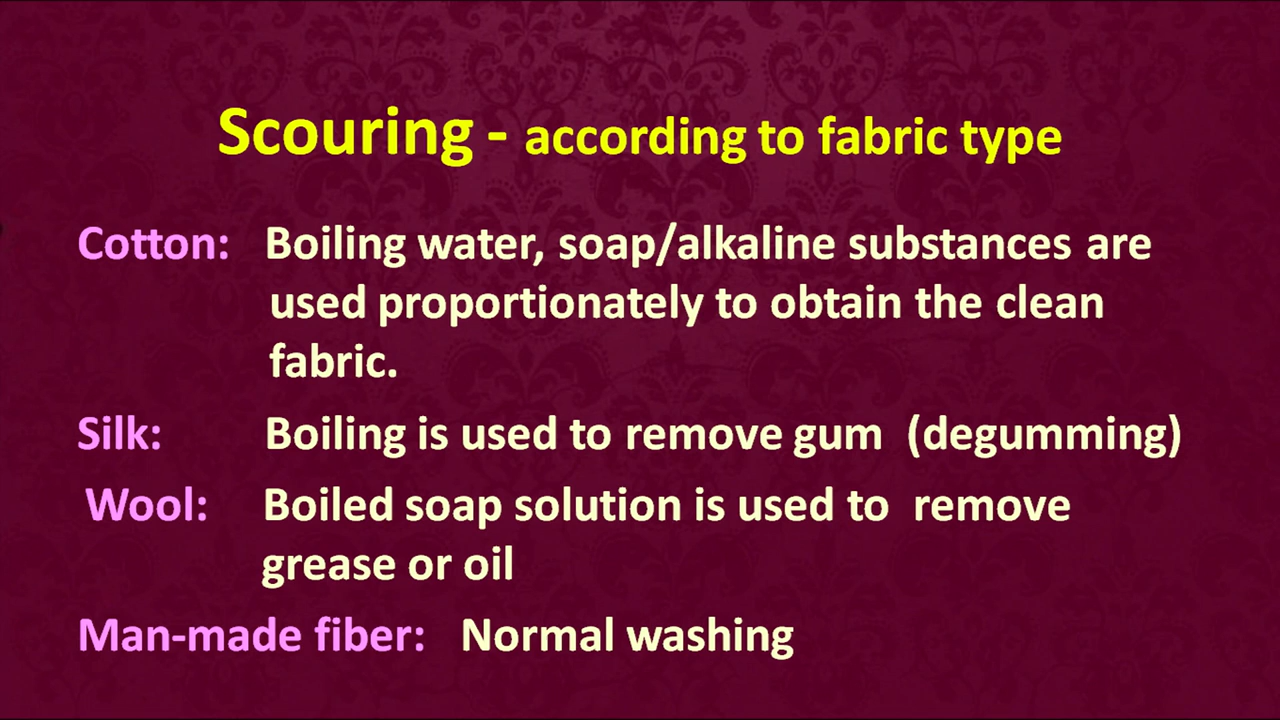 Scouring - according to fabric type
Cotton: Boiling water, soap/alkaline substances are
used proportionately to obtain the clean
fabric.
Silk: Boiling is used to remove gum (degumming)
Wool: Boiled soap solution is used to remove
grease or oil
Man-made fiber: Normal washing